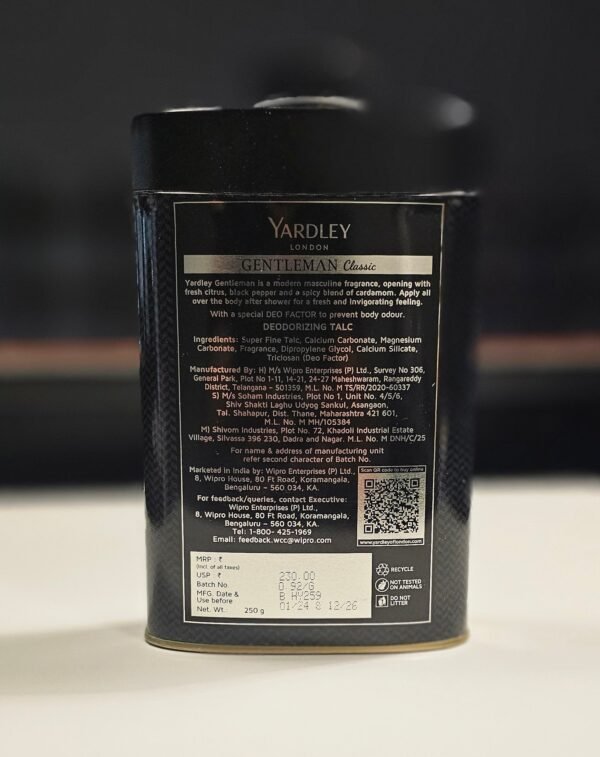 YARDLEY
LONDON
GENTLEMAN Classic
Yardley Gentleman is a modern masculine fragrance, opening with
fresh citrus, black pepper and a spicy blend of cardamom. Apply all
over the body after shower for a fresh and invigorating feeling.
With a special DEO FACTOR to prevent body odour.
DEODORIZING TALC
Ingredients: Super Fine Talc, Calcium Carbonate, Magnesium
Carbonate, Fragrance, Dipropylene Glycol, Calcium Silicate,
Triclosan (Deo Factor)
Manufactured By: H) M/s Wipro Enterprises (P) Ltd., Survey No 306,
General Park, Plot No 1-11, 14-21, 24-27 Maheshwaram, Rangareddy
District, Telangana - 501359, M.L. No. M TS/RR/2020-60337
S) M/s Soham Industries, Plot No 1, Unit No. 4/5/6,
Shiv Shakti Laghu Udyog Sankul, Asangaon,
Tal. Shahapur, Dist. Thane, Maharashtra 421 601,
M.L. No. M MH/105384
M) Shivom Industries, Plot No. 72, Khadoli Industrial Estate
Village, Silvassa 396 230, Dadra and Nagar. M.L. No. M DNH/C/25
For name & address of manufacturing unit
refer second character of Batch No.
Marketed in India by: Wipro Enterprises (P) Ltd.,
8, Wipro House, 80 Ft Road, Koramangala,
Bengaluru - 560 034, KA.
For feedback/queries, contact Executive:
Wipro Enterprises (P) Ltd.,
8, Wipro House, 80 Ft Road, Koramangala,
Bengaluru - 560 034, KA.
Tel: 1-800- 425-1969
Email: feedback.wcc@wipro.com
Scan QR code to buy online
www.yardleyoflondon.com
MRP : ₹
(Incl. of all taxes)
USP : ₹ 230.00
Batch No. 0.92/G
MFG. Date & B HY259
Use before 01/24 & 12/26
Net. Wt.: 250 g
RECYCLE
NOT TESTED
ON ANIMALS
DO NOT
LITTER